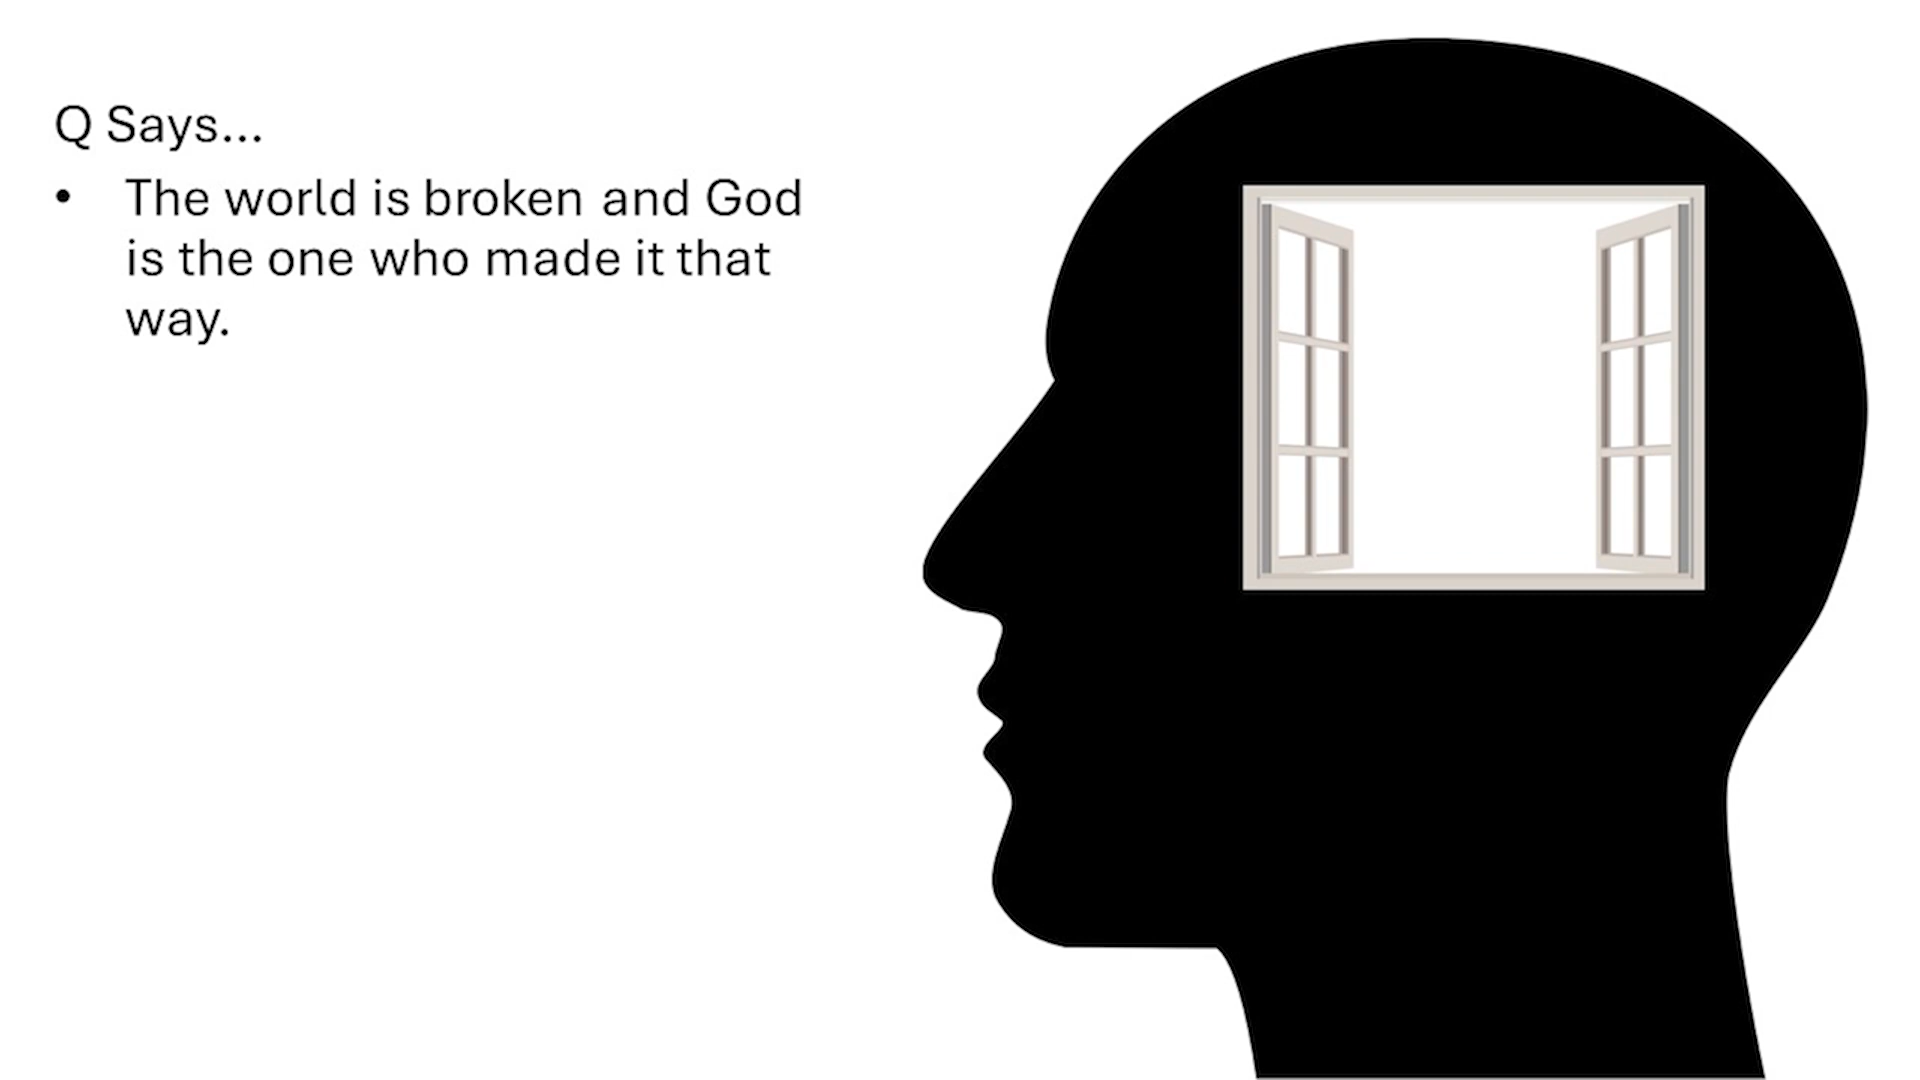 Q Says...
• The world is broken and God
is the one who made it that
way.